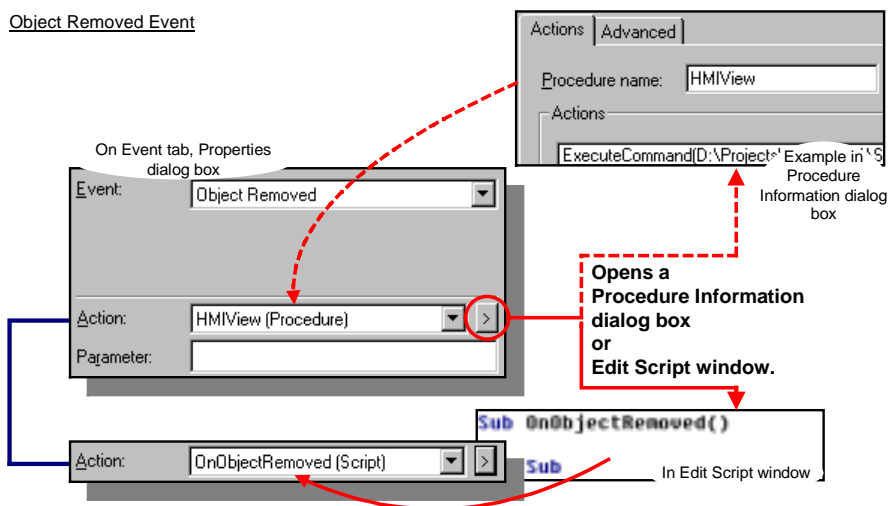 Object Removed Event
Actions
Advanced
Procedure name:
HMIView
Actions
ExecuteCommand(D:\Projects\
Example in
Procedure
Information dialog
box
On Event tab, Properties
dialog box
Event:
Object Removed
Action:
HMIView (Procedure)
>
Parameter:
Opens a
Procedure Information
dialog box
or
Edit Script window.
Sub OnObjectRemoved()
Sub
In Edit Script window
Action:
OnObjectRemoved (Script)
>